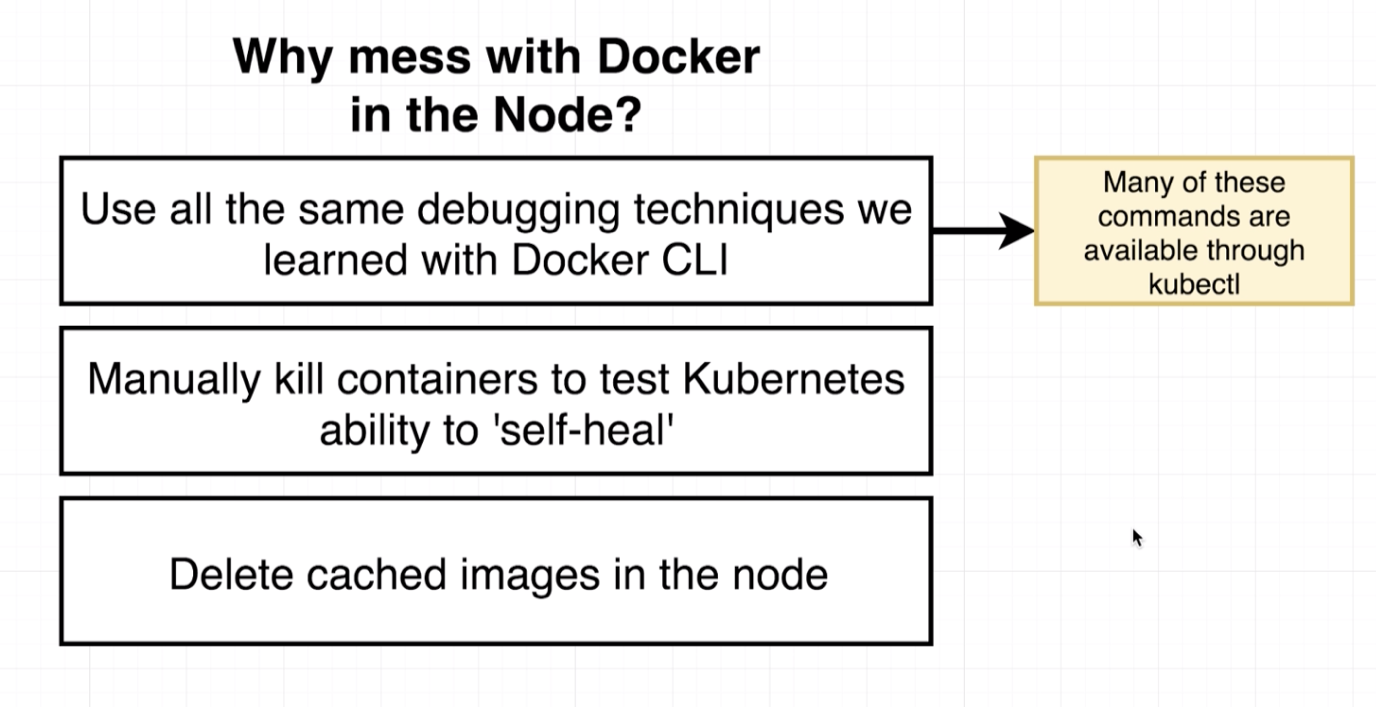 Why mess with Docker
in the Node?
Use all the same debugging techniques we
learned with Docker CLI
Many of these
commands are
available through
kubectl
Manually kill containers to test Kubernetes
ability to 'self-heal'
Delete cached images in the node